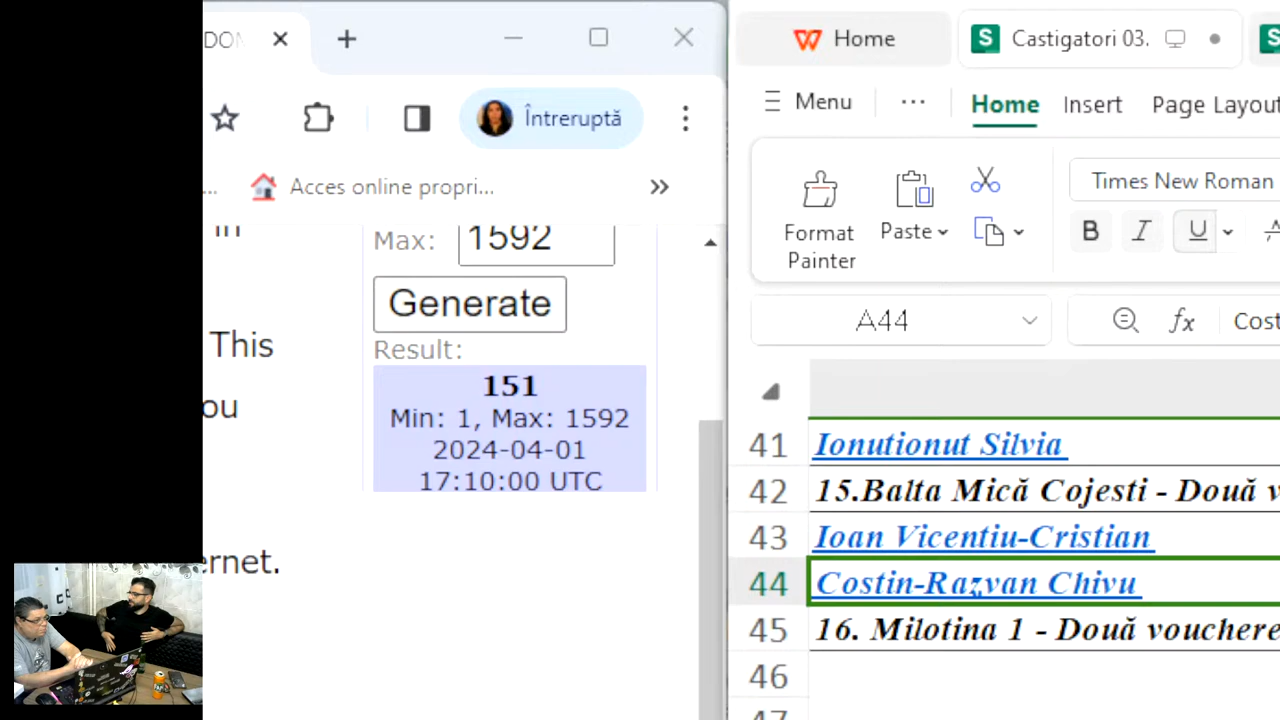 Întreruptă
... Acces online propri... »
in
Max: 1592
Generate
This
Result:
151
ou
Min: 1, Max: 1592
2024-04-01
17:10:00 UTC
ernet.
Home
S Castigatori 03.
S
Menu ... Home Insert Page Layout
Format Painter
Paste
Times New Roman
B I U A
A44
fx Cost
41 Ionutionut Silvia
42 15.Balta Mică Cojesti - Două v
43 Ioan Vicentiu-Cristian
44 Costin-Razvan Chivu
45 16. Milotina 1 - Două vouchere
46
47